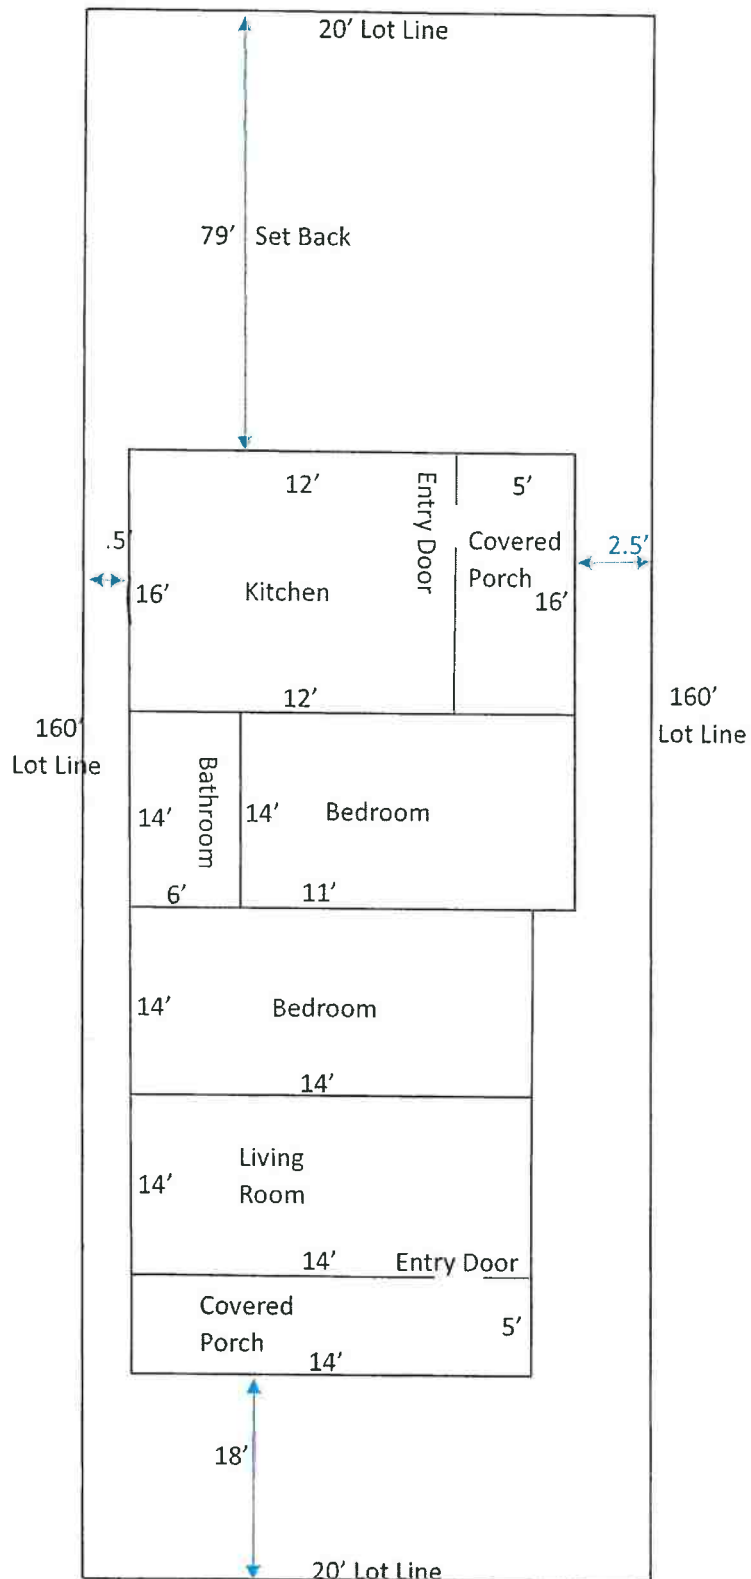 20' Lot Line
79' Set Back
12'
Entry Door
5'
Covered
Porch
16'
.5'
2.5'
16'
Kitchen
12'
160'
Lot Line
160'
Lot Line
14'
Bathroom
14'
Bedroom
6'
11'
14'
Bedroom
14'
Living
Room
14'
14'
Entry Door
Covered
Porch
5'
14'
18'
20' Lot Line